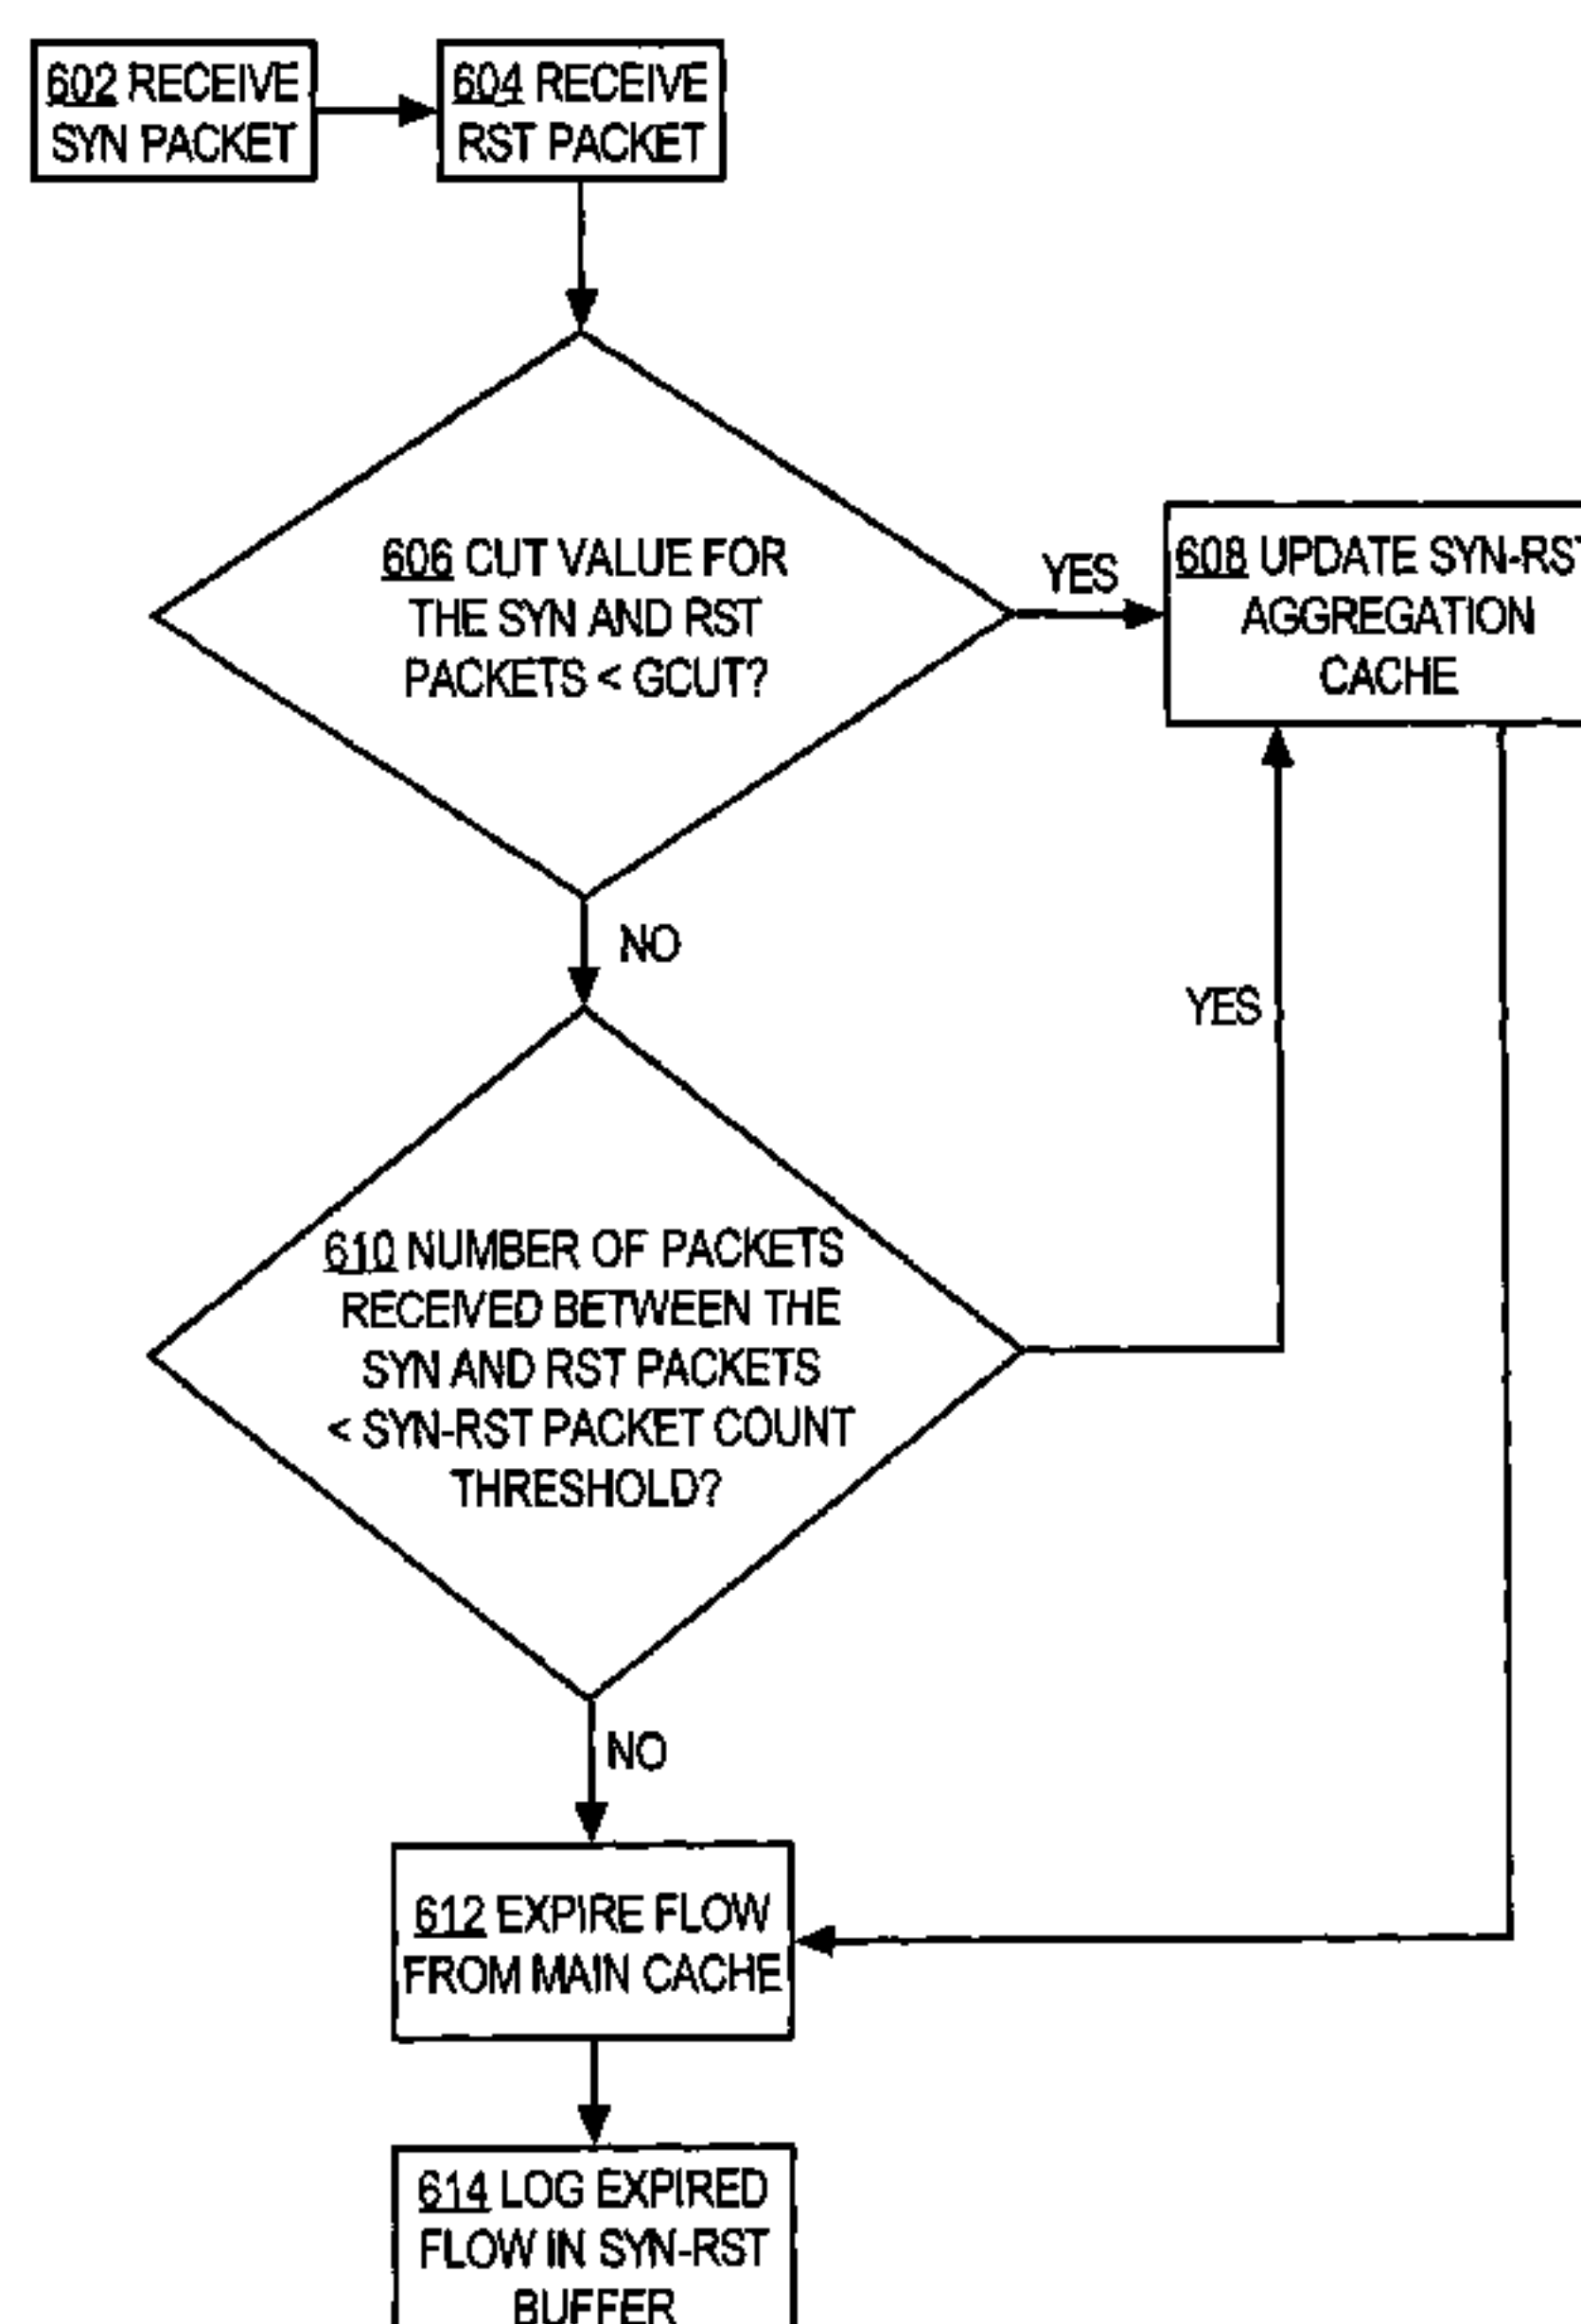 602 RECEIVE
SYN PACKET
604 RECEIVE
RST PACKET
606 CUT VALUE FOR
THE SYN AND RST
PACKETS < GCUT?
YES
608 UPDATE SYN-RST
AGGREGATION
CACHE
NO
YES
610 NUMBER OF PACKETS
RECEIVED BETWEEN THE
SYN AND RST PACKETS
< SYN-RST PACKET COUNT
THRESHOLD?
NO
612 EXPIRE FLOW
FROM MAIN CACHE
614 LOG EXPIRED
FLOW IN SYN-RST
BUFFER